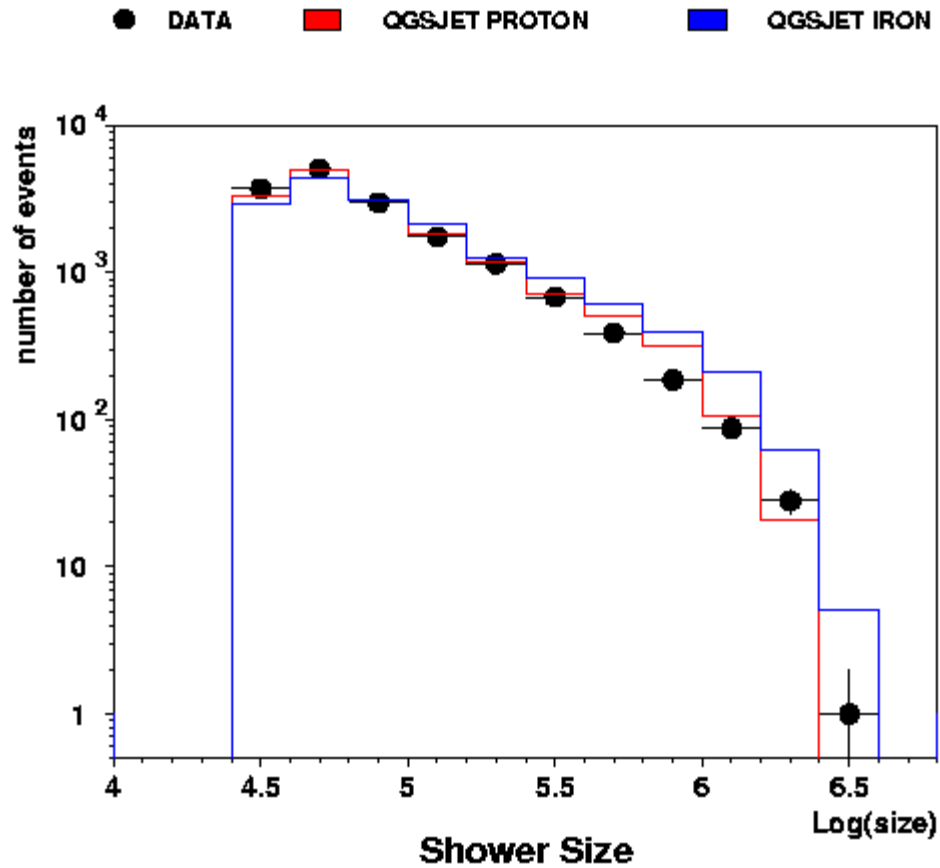 DATA QGSJET PROTON QGSJET IRON
number of events
10 4
10 3
10 2
10
1
4 4.5 5 5.5 6 6.5
Log(size)
Shower Size